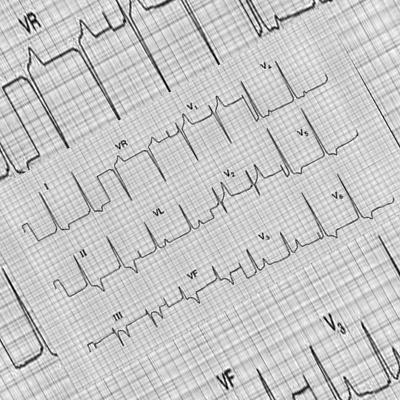 VR
I VR V₁ V₄
II VL V₂ V₅
III VF V₃ V₆
VF V₃